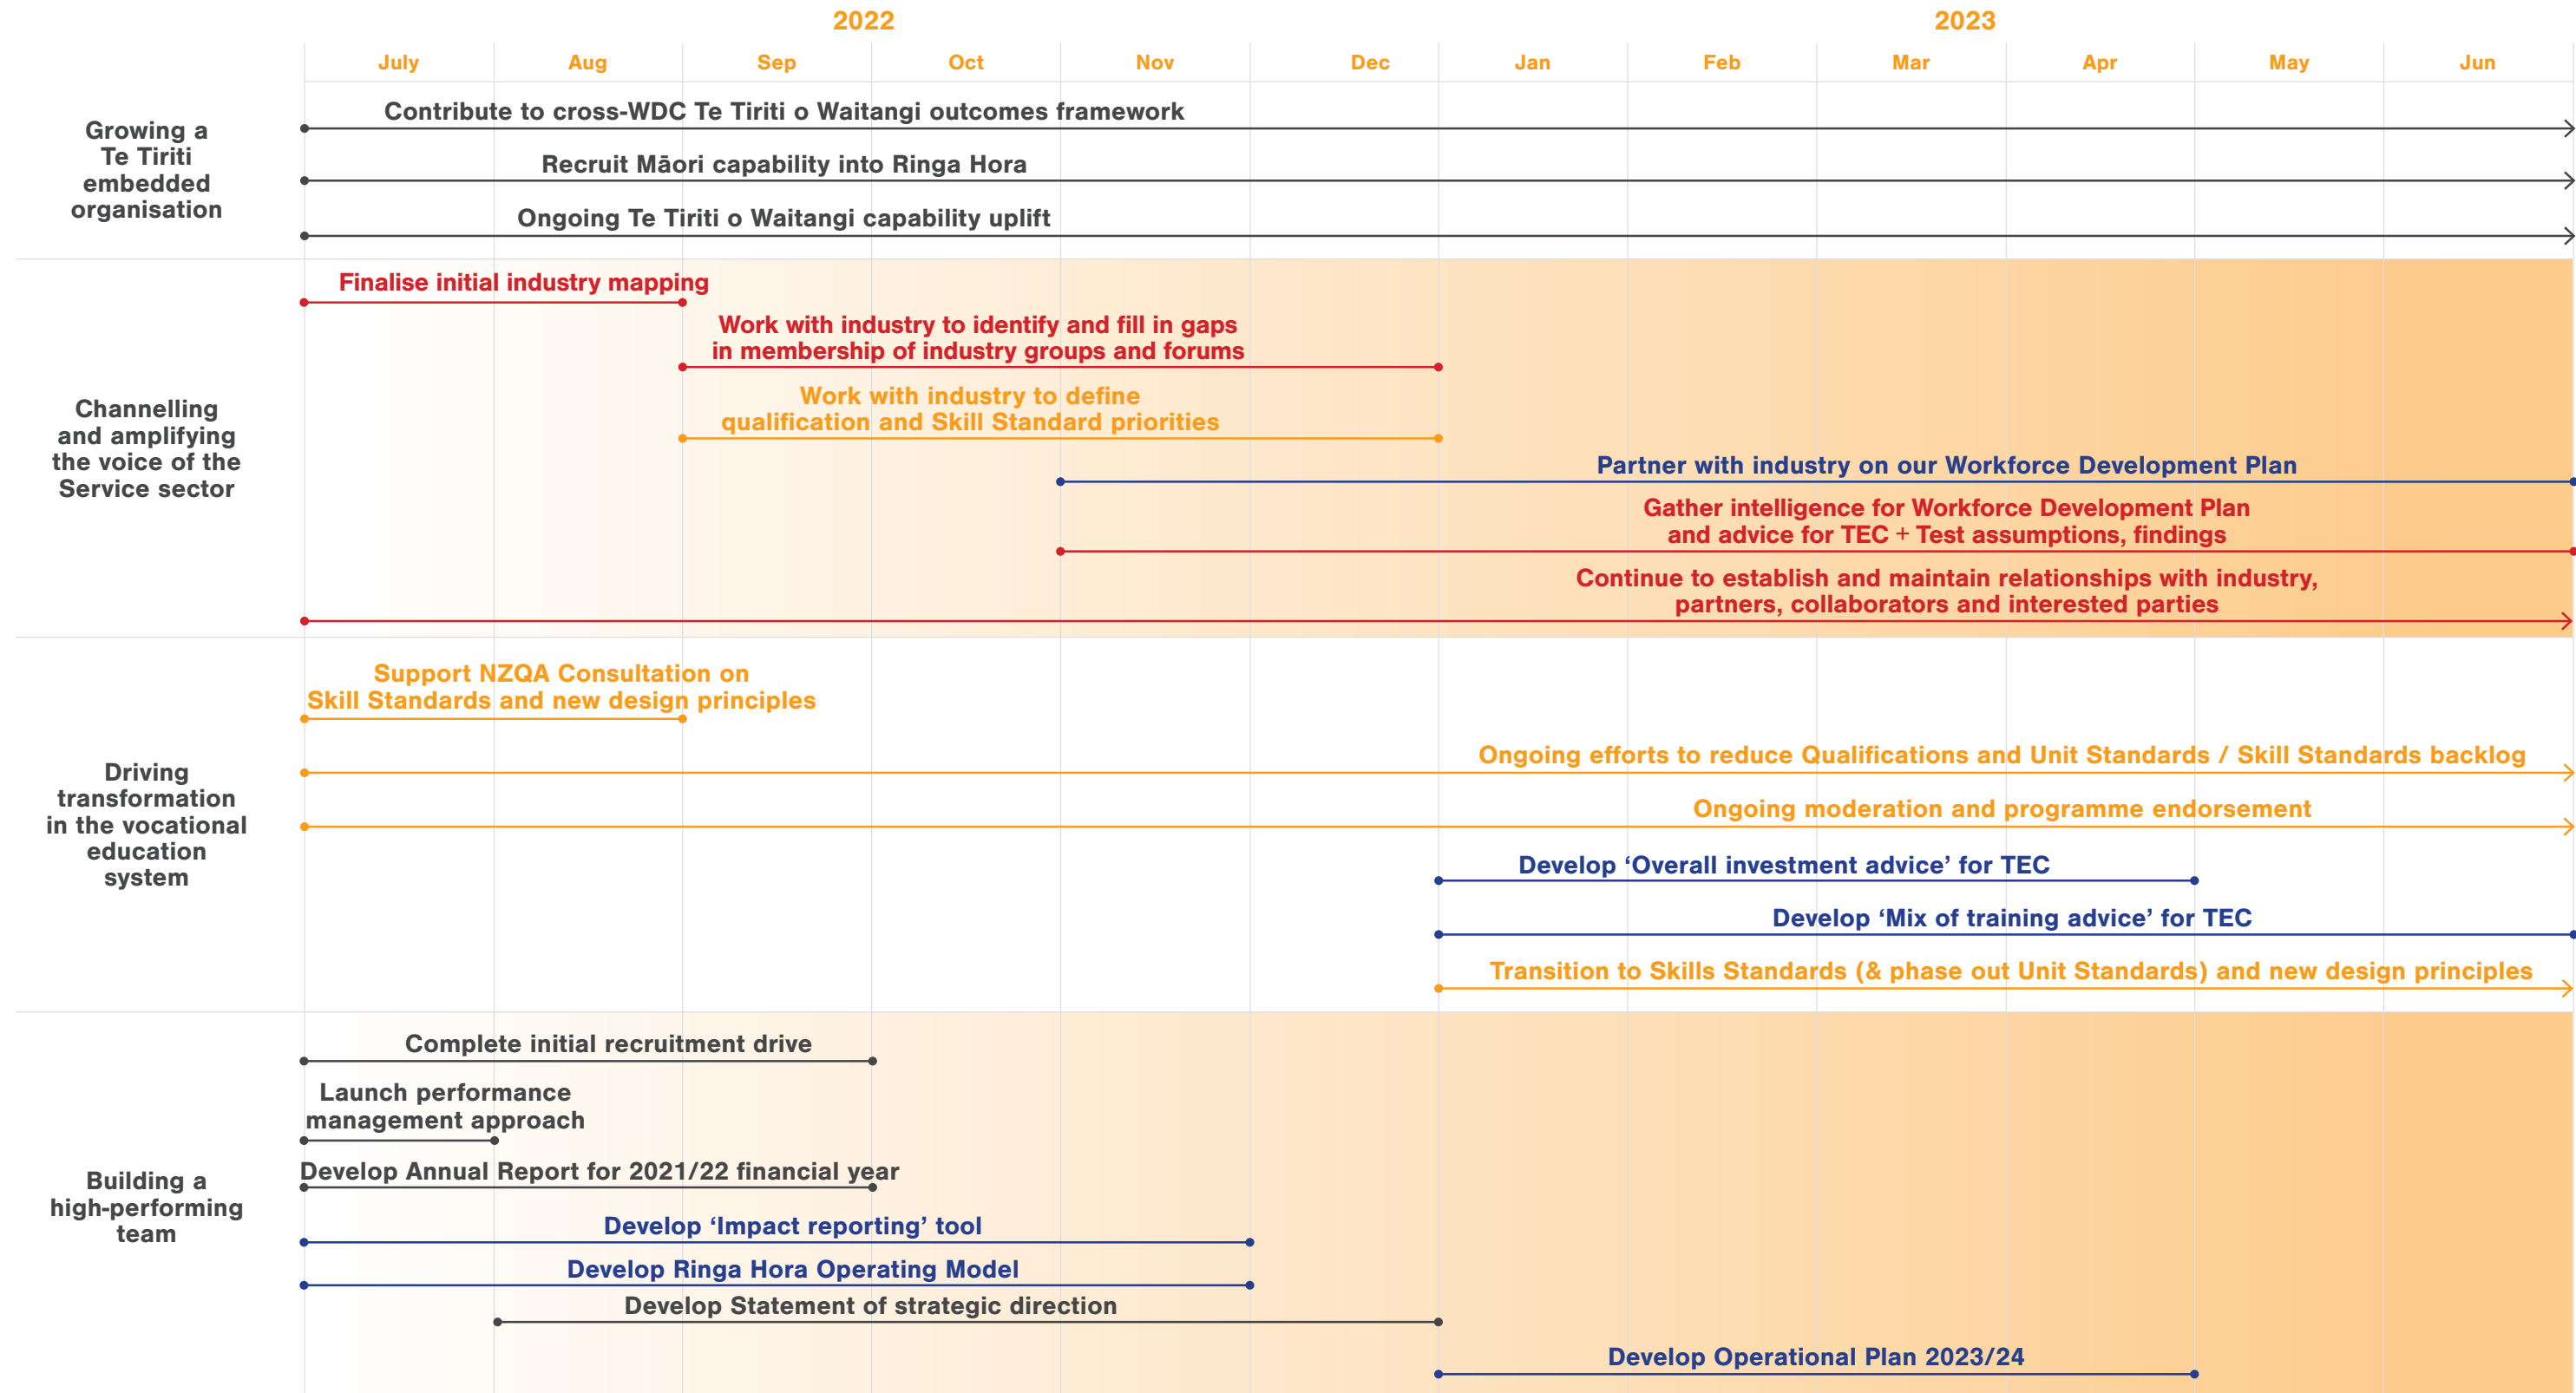 2022
2023
July
Aug
Sep
Oct
Nov
Dec
Jan
Feb
Mar
Apr
May
Jun
Growing a
Te Tiriti
embedded
organisation
Contribute to cross-WDC Te Tiriti o Waitangi outcomes framework
Recruit Māori capability into Ringa Hora
Ongoing Te Tiriti o Waitangi capability uplift
Channelling
and amplifying
the voice of the
Service sector
Finalise initial industry mapping
Work with industry to identify and fill in gaps
in membership of industry groups and forums
Work with industry to define
qualification and Skill Standard priorities
Partner with industry on our Workforce Development Plan
Gather intelligence for Workforce Development Plan
and advice for TEC + Test assumptions, findings
Continue to establish and maintain relationships with industry,
partners, collaborators and interested parties
Driving
transformation
in the vocational
education
system
Support NZQA Consultation on
Skill Standards and new design principles
Ongoing efforts to reduce Qualifications and Unit Standards / Skill Standards backlog
Ongoing moderation and programme endorsement
Develop ‘Overall investment advice’ for TEC
Develop ‘Mix of training advice’ for TEC
Transition to Skills Standards (& phase out Unit Standards) and new design principles
Building a
high-performing
team
Complete initial recruitment drive
Launch performance
management approach
Develop Annual Report for 2021/22 financial year
Develop ‘Impact reporting’ tool
Develop Ringa Hora Operating Model
Develop Statement of strategic direction
Develop Operational Plan 2023/24